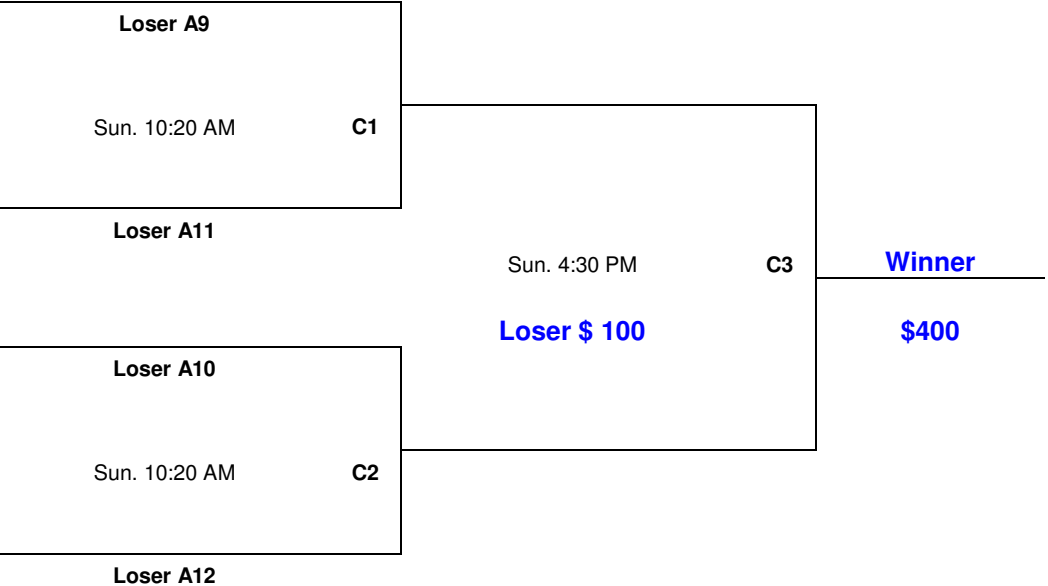 Loser A9
Sun. 10:20 AM C1
Loser A11
Sun. 4:30 PM C3 Winner
Loser $ 100 $400
Loser A10
Sun. 10:20 AM C2
Loser A12